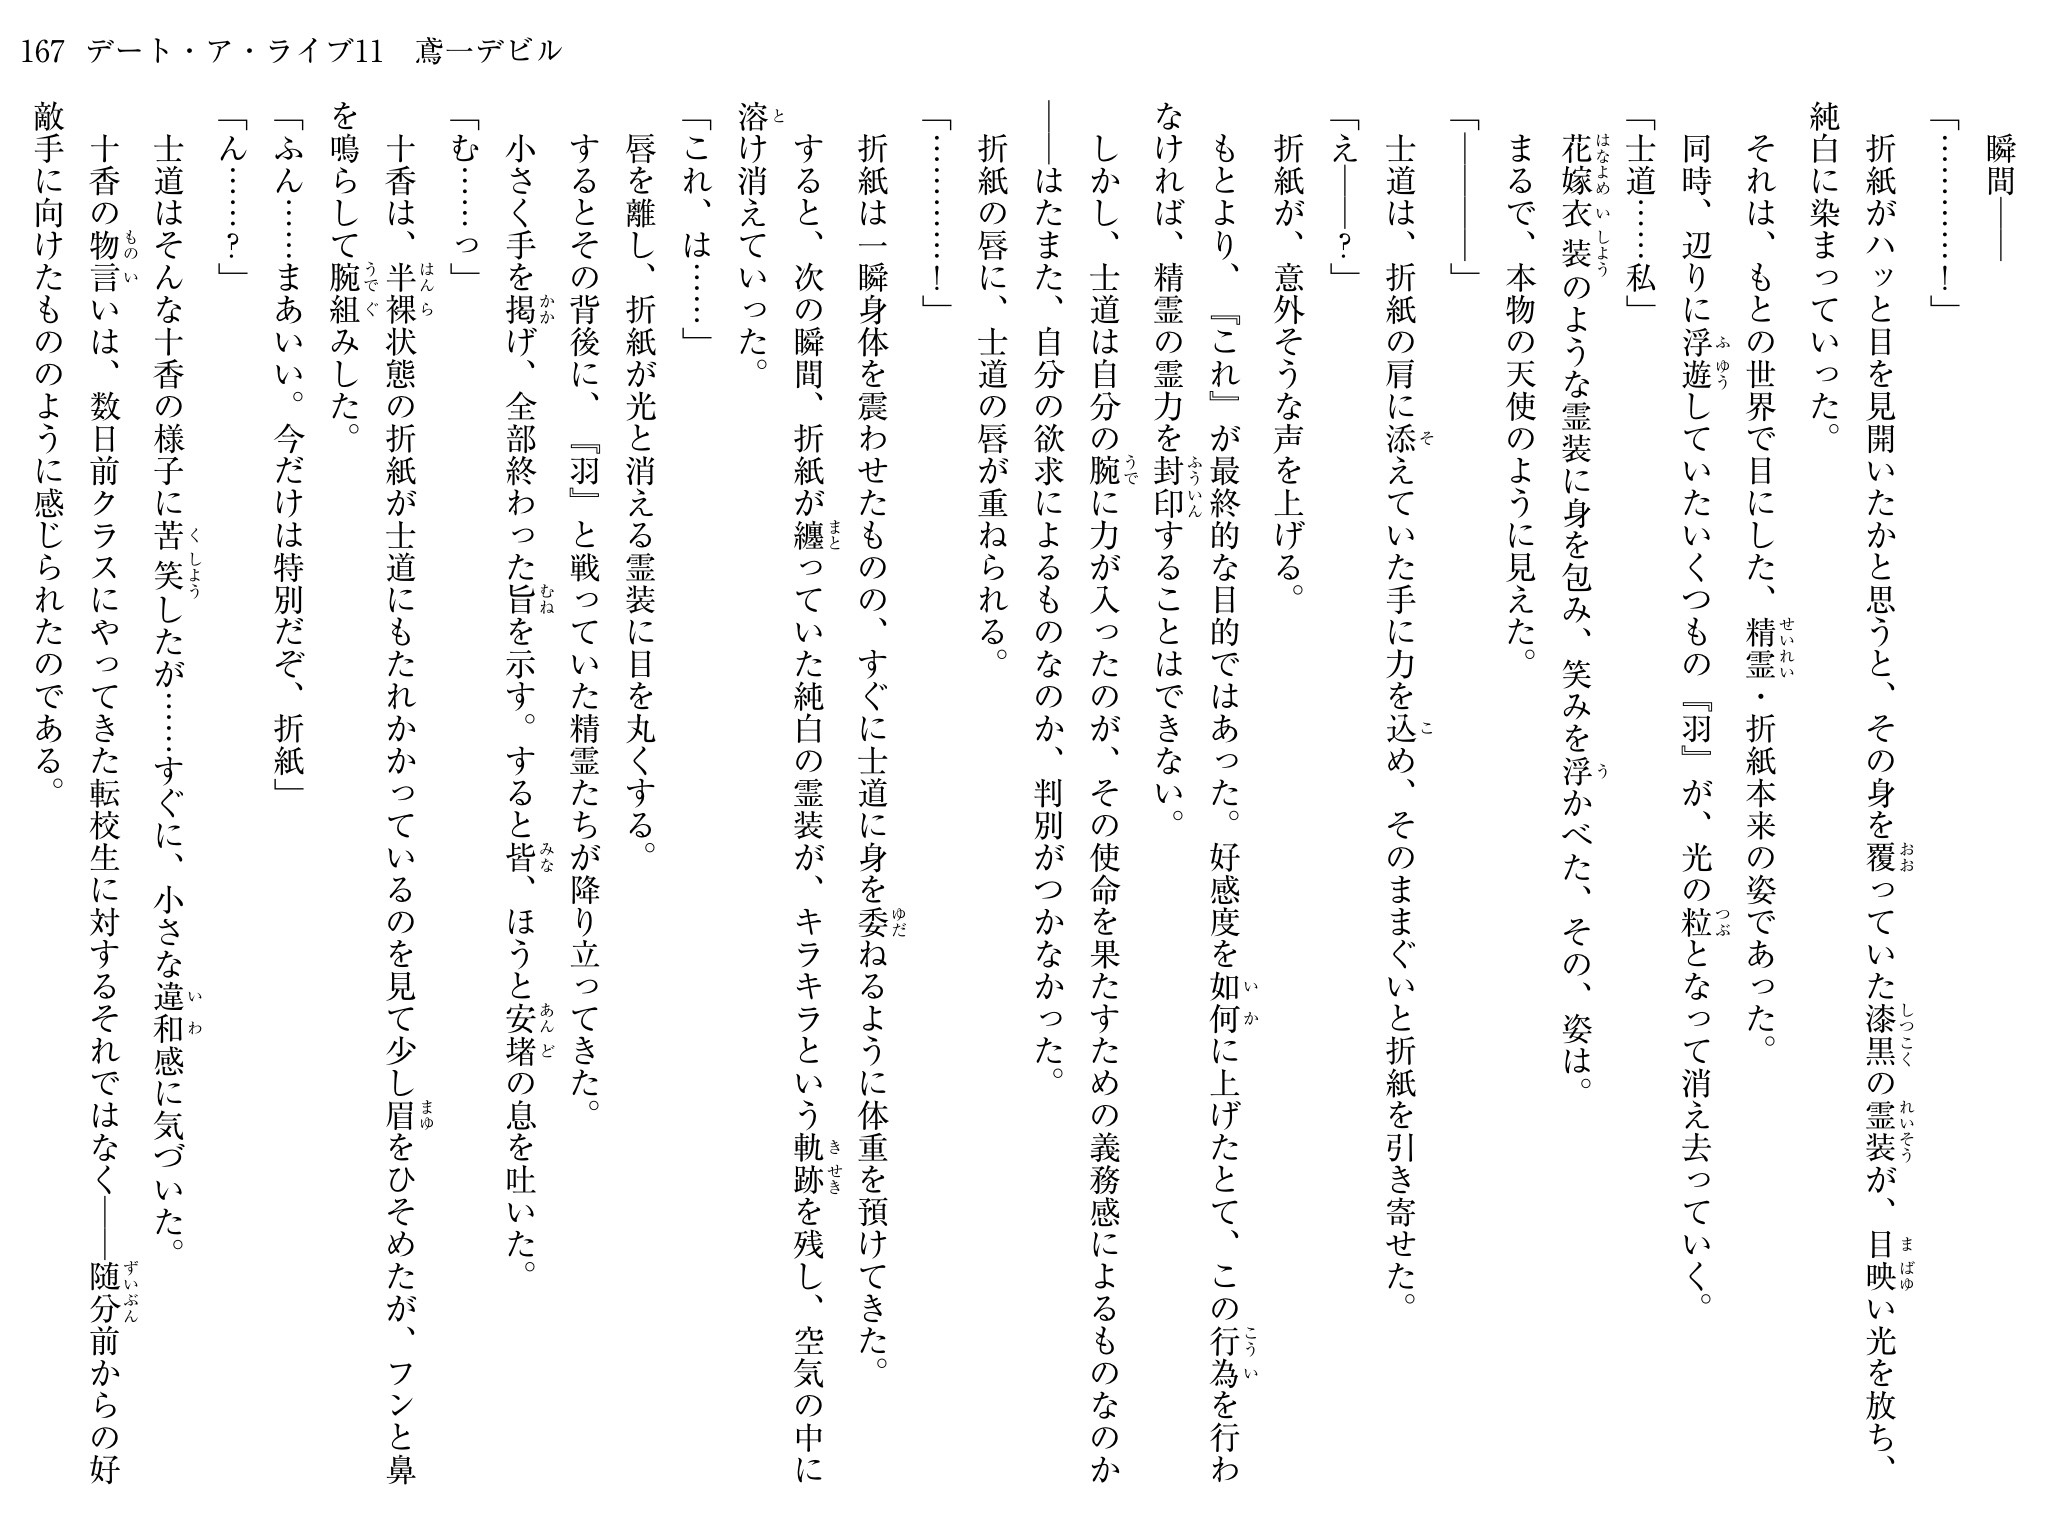 167 デート・ア・ライブ11 鳶一デビル
瞬間――
「…………！」
折紙がハッと目を見開いたかと思うと、その身を覆っていた漆黒の霊装が、目映い光を放ち、
純白に染まっていった。
それは、もとの世界で目にした、精霊・折紙本来の姿であった。
同時、辺りに浮遊していたいくつもの『羽』が、光の粒となって消え去っていく。
「士道……私」
花嫁衣装のような霊装に身を包み、笑みを浮かべた、その、姿は。
まるで、本物の天使のように見えた。
「――――」
士道は、折紙の肩に添えていた手に力を込め、そのままぐいと折紙を引き寄せた。
「え――？」
折紙が、意外そうな声を上げる。
もとより、『これ』が最終的な目的ではあった。好感度を如何に上げたとて、この行為を行わ
なければ、精霊の霊力を封印することはできない。
しかし、士道は自分の腕に力が入ったのが、その使命を果たすための義務感によるものなのか
――はたまた、自分の欲求によるものなのか、判別がつかなかった。
折紙の唇に、士道の唇が重ねられる。
「…………！」
折紙は一瞬身体を震わせたものの、すぐに士道に身を委ねるように体重を預けてきた。
すると、次の瞬間、折紙が纏っていた純白の霊装が、キラキラという軌跡を残し、空気の中に
溶け消えていった。
「これ、は……」
唇を離し、折紙が光と消える霊装に目を丸くする。
するとその背後に、『羽』と戦っていた精霊たちが降り立ってきた。
小さく手を掲げ、全部終わった旨を示す。すると皆、ほうと安堵の息を吐いた。
「む……っ」
十香は、半裸状態の折紙が士道にもたれかかっているのを見て少し眉をひそめたが、フンと鼻
を鳴らして腕組みした。
「ふん……まあいい。今だけは特別だぞ、折紙」
「ん……？」
士道はそんな十香の様子に苦笑したが……すぐに、小さな違和感に気づいた。
十香の物言いは、数日前クラスにやってきた転校生に対するそれではなく――随分前からの好
敵手に向けたもののように感じられたのである。